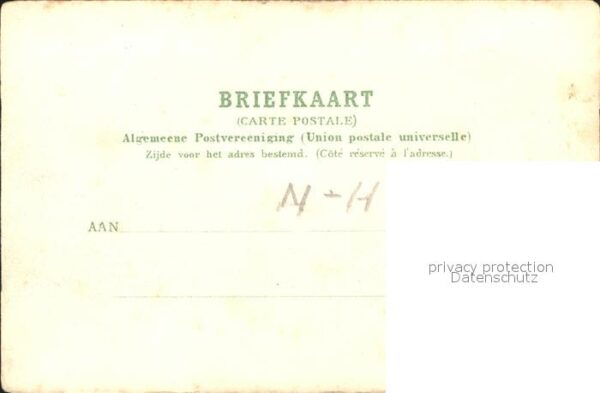 BRIEFKAART
(CARTE POSTALE)
Algemeene Postvereeniging (Union postale universelle)
Zijde voor het adres bestemd. (Côté réservé à l'adresse.)
N-H
AAN
privacy protection
Datenschutz